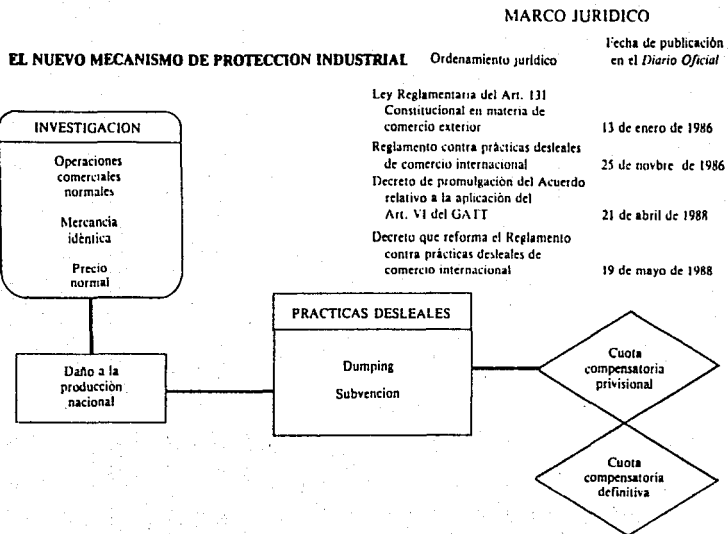 MARCO JURIDICO
EL NUEVO MECANISMO DE PROTECCION INDUSTRIAL
Ordenamiento jurídico
Fecha de publicación
en el Diario Oficial
Ley Reglamentaria del Art. 131
Constitucional en materia de
comercio exterior
13 de enero de 1986
Reglamento contra prácticas desleales
de comercio internacional
25 de novbre de 1986
Decreto de promulgación del Acuerdo
relativo a la aplicación del
Art. VI del GATT
21 de abril de 1988
Decreto que reforma el Reglamento
contra prácticas desleales de
comercio internacional
19 de mayo de 1988
INVESTIGACION
Operaciones
comerciales
normales
Mercancia
idéntica
Precio
normal
Daño a la
producción
nacional
PRACTICAS DESLEALES
Dumping
Subvencion
Cuota
compensatoria
privisional
Cuota
compensatoria
definitiva